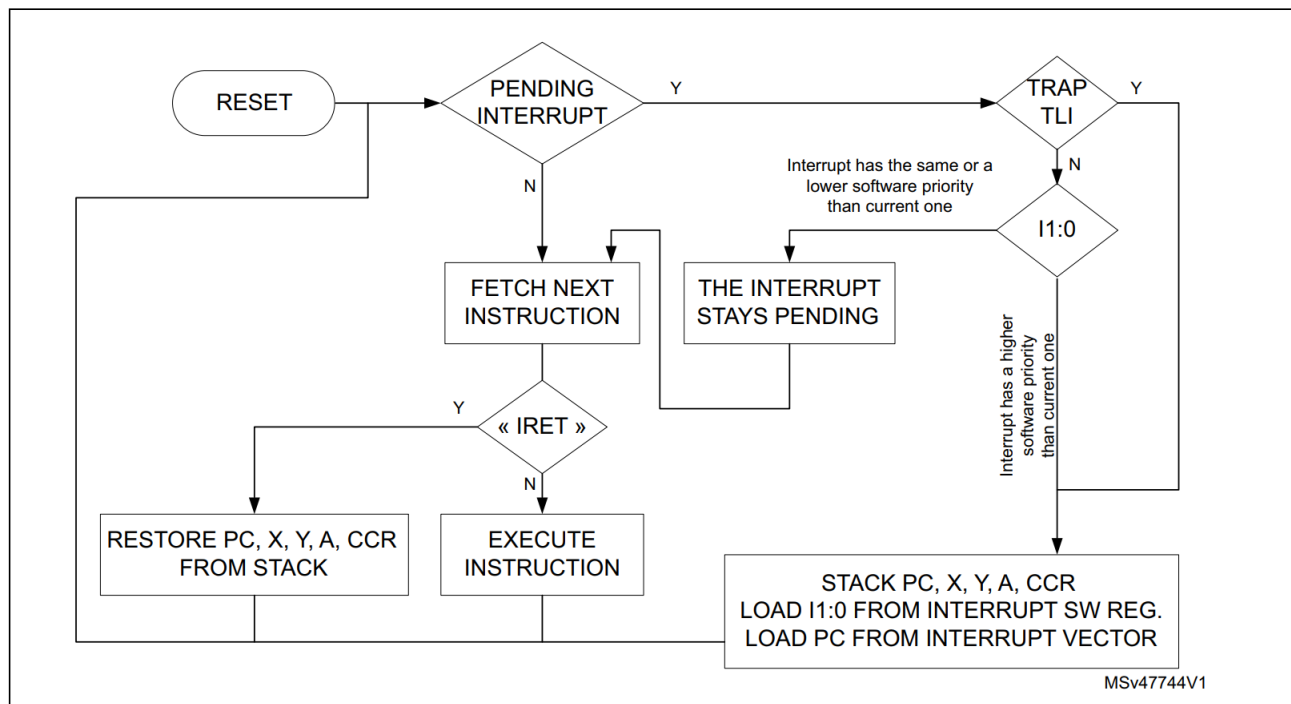 RESET
PENDING
INTERRUPT
Y
TRAP
TLI
Y
N
N
Interrupt has the same or a
lower software priority
than current one
I1:0
FETCH NEXT
INSTRUCTION
THE INTERRUPT
STAYS PENDING
Interrupt has a higher
software priority
than current one
Y
« IRET »
N
RESTORE PC, X, Y, A, CCR
FROM STACK
EXECUTE
INSTRUCTION
STACK PC, X, Y, A, CCR
LOAD I1:0 FROM INTERRUPT SW REG.
LOAD PC FROM INTERRUPT VECTOR
MSv47744V1